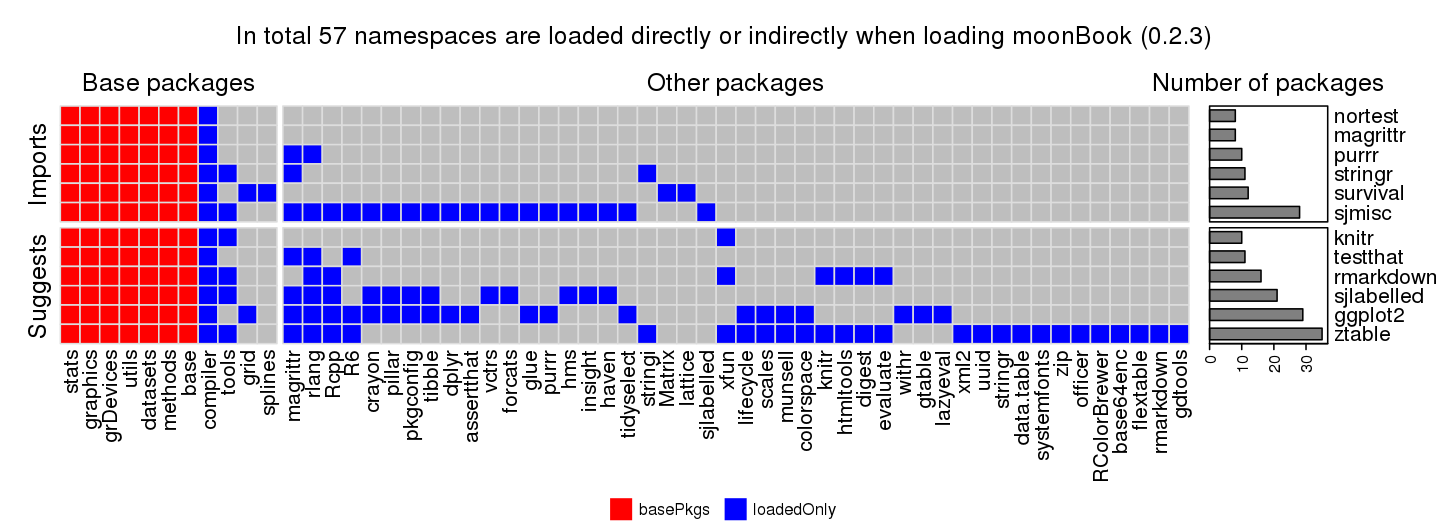 In total 57 namespaces are loaded directly or indirectly when loading moonBook (0.2.3)
Base packages
Other packages
Number of packages
Imports
nortest
magrittr
purrr
stringr
survival
sjmisc
Suggests
knitr
testthat
rmarkdown
sjlabelled
ggplot2
ztable
0
10
20
30
stats
graphics
grDevices
utils
datasets
methods
base
compiler
tools
grid
splines
magrittr
rlang
Rcpp
R6
crayon
pillar
pkgconfig
tibble
dplyr
assertthat
vctrs
forcats
glue
purrr
hms
insight
haven
tidyselect
stringi
Matrix
lattice
sjlabelled
xfun
lifecycle
scales
munsell
colorspace
knitr
htmltools
digest
evaluate
withr
gtable
lazyeval
xml2
uuid
stringr
data.table
systemfonts
zip
officer
RColorBrewer
base64enc
flextable
rmarkdown
gdtools
basePkgs
loadedOnly